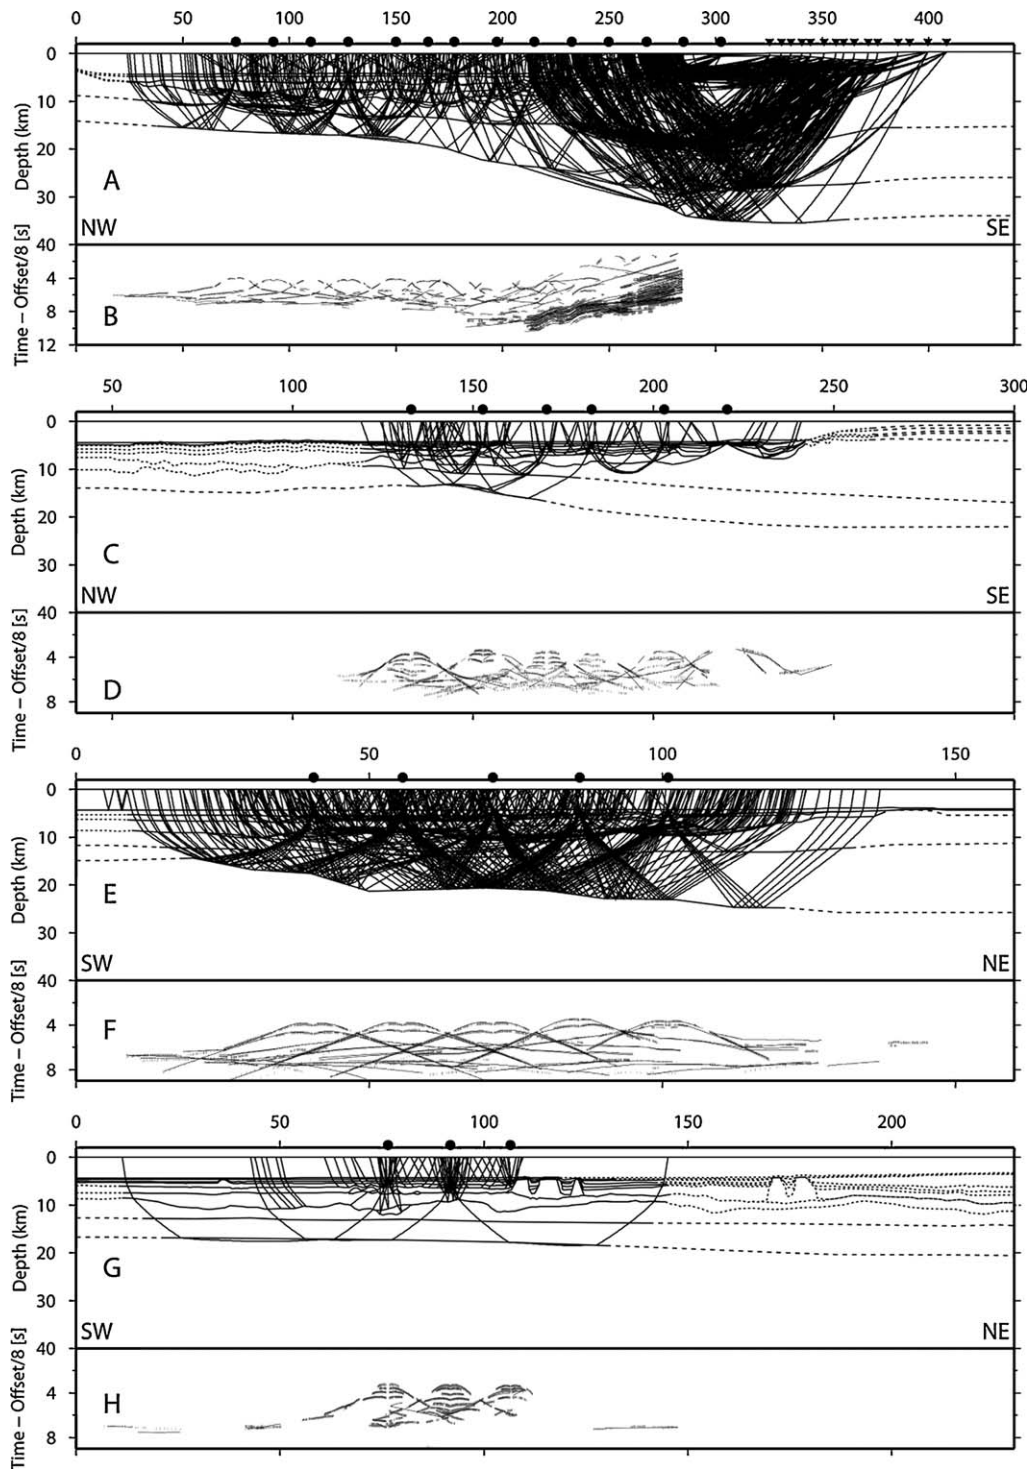 0 50 100 150 200 250 300 350 400
0
10
20
30
40
Depth (km)
A
NW SE
4
8
12
Time – Offset/8 [s]
B
50 100 150 200 250 300
0
10
20
30
40
Depth (km)
C
NW SE
4
8
Time – Offset/8 [s]
D
0 50 100 150
0
10
20
30
40
Depth (km)
E
SW NE
4
8
Time – Offset/8 [s]
F
0 50 100 150 200
0
10
20
30
40
Depth (km)
G
SW NE
4
8
Time – Offset/8 [s]
H